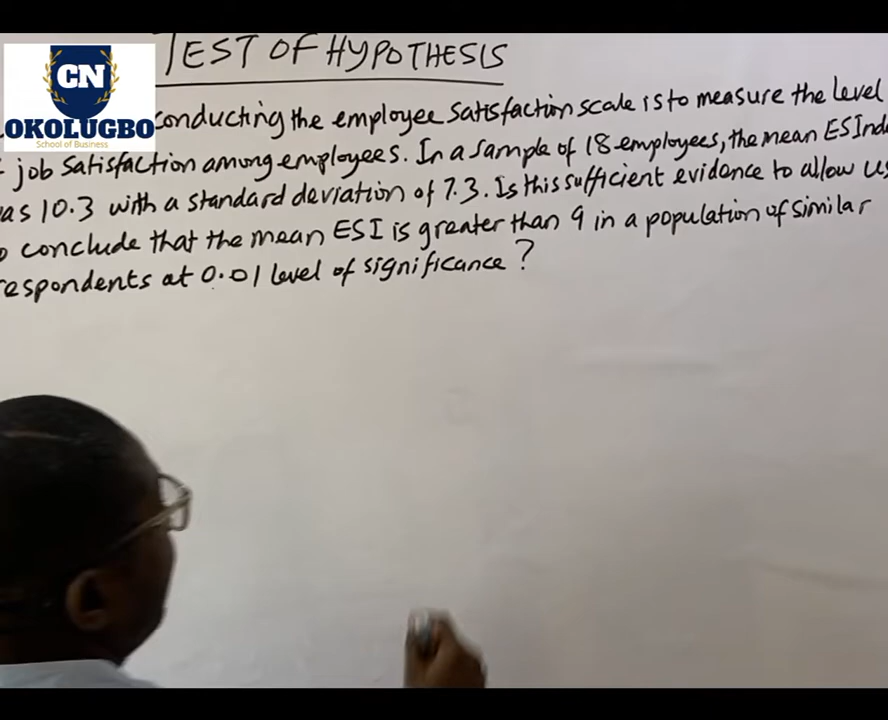 TEST OF HYPOTHESIS
CN
OKOLUGBO
School of Business
conducting the employee satisfaction scale is to measure the level
job satisfaction among employees. In a sample of 18 employees, the mean ES Inde
as 10.3 with a standard deviation of 7.3. Is this sufficient evidence to allow us
o conclude that the mean ESI is greater than 9 in a population of similar
espondents at 0.01 level of significance?